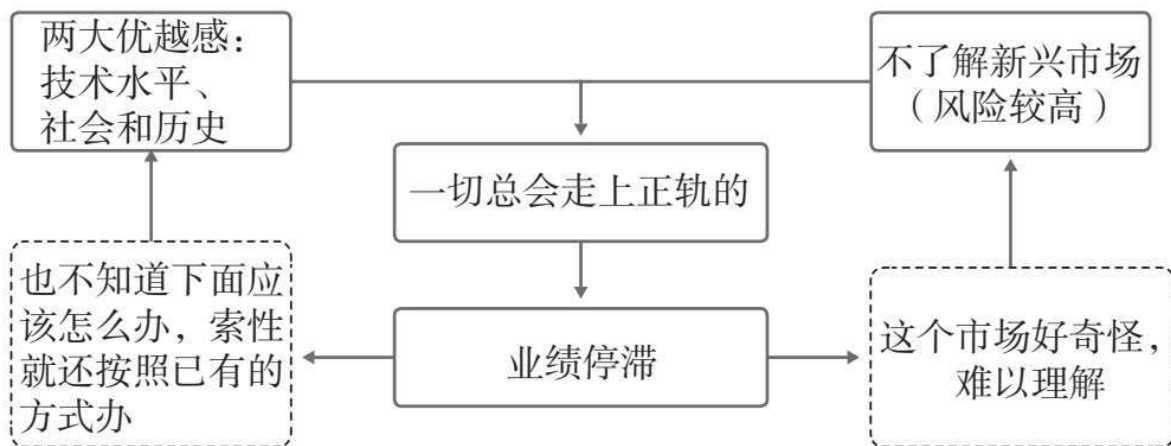 两大优越感：
技术水平、
社会和历史
不了解新兴市场
（风险较高）
一切总会走上正轨的
也不知道下面应
该怎么办，索性
就还按照已有的
方式办
业绩停滞
这个市场好奇怪，
难以理解